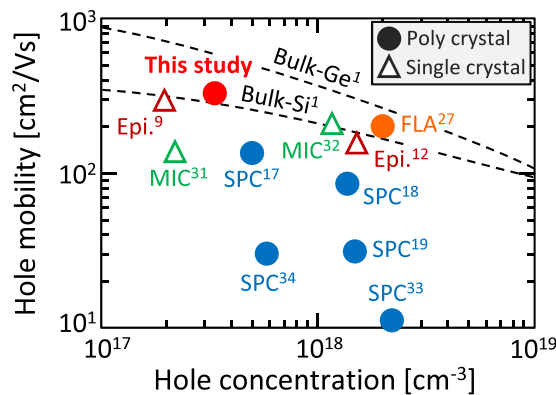 10³
Bulk-Ge¹
Poly crystal
Single crystal
This study
Bulk-Si¹
Epi.⁹
MIC³²
FLA²⁷
MIC³¹
SPC¹⁷
Epi.¹²
10²
SPC¹⁸
SPC¹⁹
SPC³⁴
SPC³³
10¹
10¹⁷
10¹⁸
10¹⁹
Hole mobility [cm²/Vs]
Hole concentration [cm⁻³]